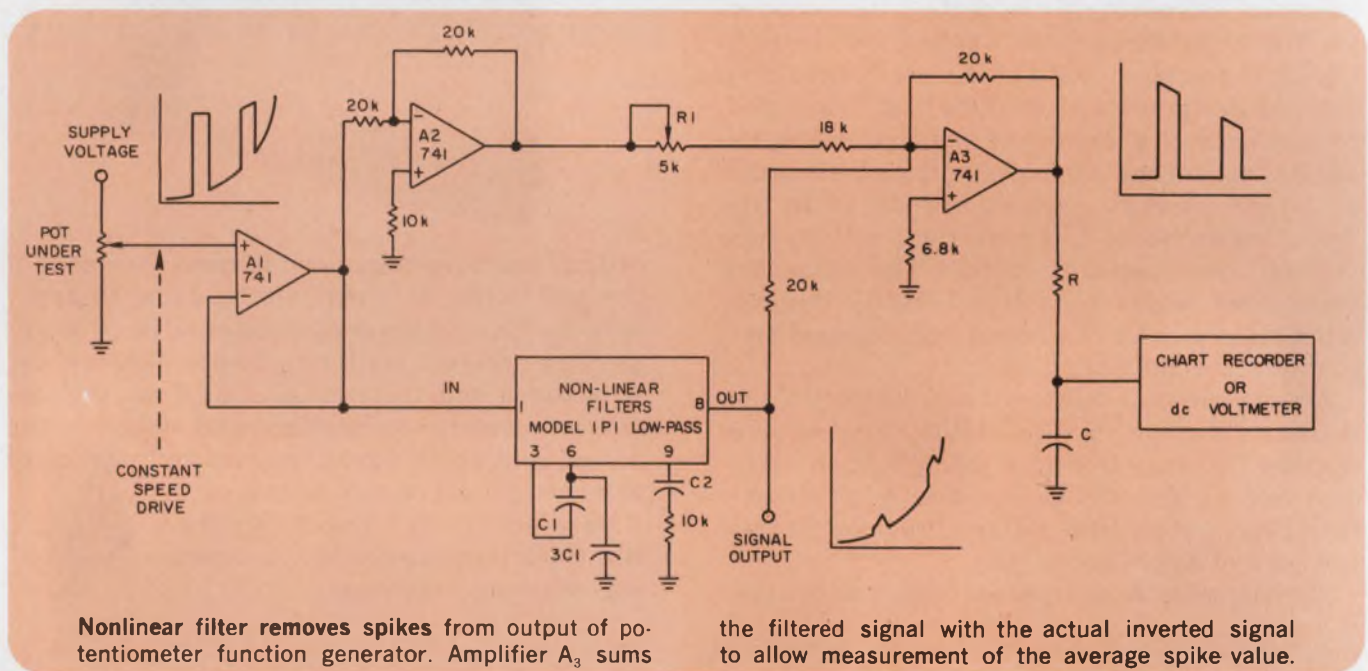 20k
20k
20k
SUPPLY
VOLTAGE
20k
−
A2
741
+
R1
5k
18k
−
A3
741
+
POT
UNDER
TEST
+
A1
741
−
10k
6.8k
20k
R
IN
1
NON-LINEAR
FILTERS
MODEL 1P1 LOW-PASS
3 6 9
8
OUT
CHART RECORDER
OR
dc VOLTMETER
CONSTANT
SPEED
DRIVE
C1
3C1
C2
10k
SIGNAL
OUTPUT
C
Nonlinear filter removes spikes from output of po-
tentiometer function generator. Amplifier A₃ sums
the filtered signal with the actual inverted signal
to allow measurement of the average spike value.